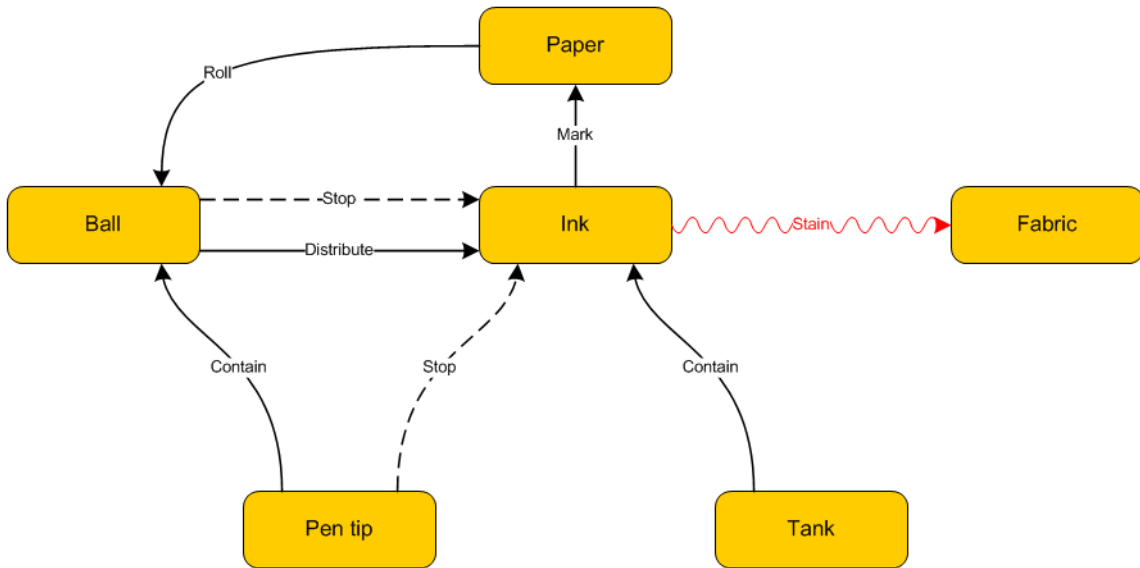 Paper
Roll
Mark
Ball
Stop
Distribute
Ink
Stain
Fabric
Contain
Stop
Contain
Pen tip
Tank